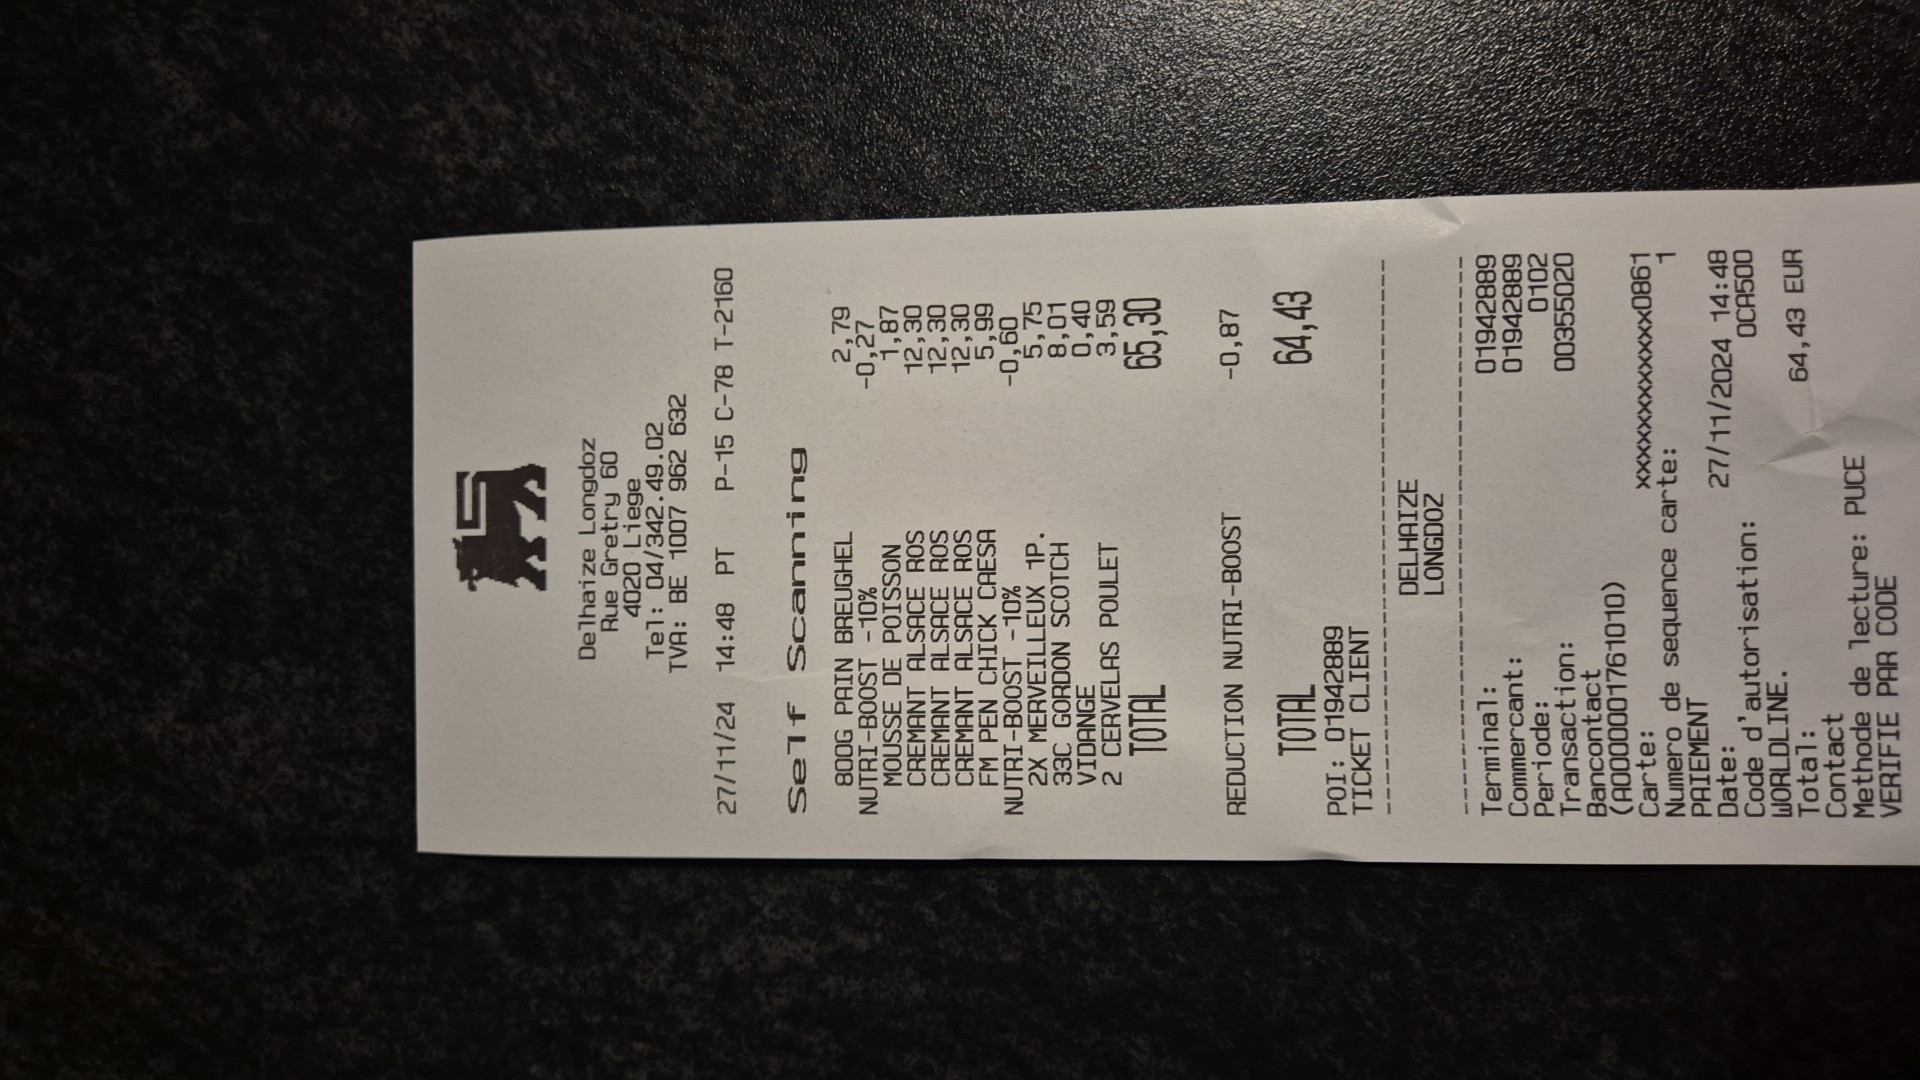 Delhaize Longdoz
Rue Gretry 60
4020 Liege
Tel: 04/342.49.02
TVA: BE 1007 962 632
27/11/24 14:48 PT P-15 C-78 T-2160
Self Scanning
800G PAIN BREUGHEL 2,79
NUTRI-BOOST -10% -0,27
MOUSSE DE POISSON 1,87
CREMANT ALSACE ROS 12,30
CREMANT ALSACE ROS 12,30
CREMANT ALSACE ROS 12,30
FM PEN CHICK CAESA 5,99
NUTRI-BOOST -10% -0,60
2X MERVEILLEUX 1P. 5,75
33C GORDON SCOTCH 8,01
VIDANGE 0,40
2 CERVELAS POULET 3,59
TOTAL 65,30
REDUCTION NUTRI-BOOST -0,87
TOTAL 64,43
POI: 01942889
TICKET CLIENT
DELHAIZE
LONGDOZ
Terminal: 01942889
Commercant: 01942889
Periode: 0102
Transaction: 00355020
Bancontact
(A0000001761010)
Carte: xxxxxxxxxxxxx0861
Numero de sequence carte: 1
PAIEMENT
Date: 27/11/2024 14:48
Code d'autorisation: 0CA500
WORLDLINE.
Total: 64,43 EUR
Contact
Methode de lecture: PUCE
VERIFIE PAR CODE